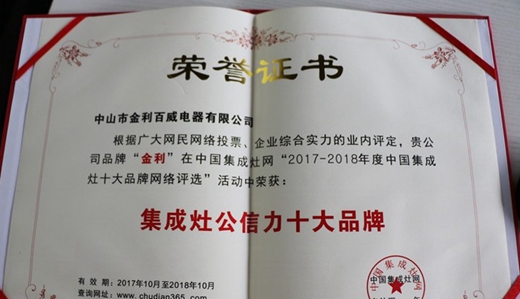 荣誉证书
中山市金利百威电器有限公司
根据广大网民网络投票、企业综合实力的业内评定，贵公
司品牌“金利”在中国集成灶网“2017-2018年度中国集成
灶十大品牌网络评选”活动中荣获：
集成灶公信力十大品牌
有 效 期：2017年10月至2018年10月
查询网址：www.chudian365.com
中国集成灶网
中国集成灶网